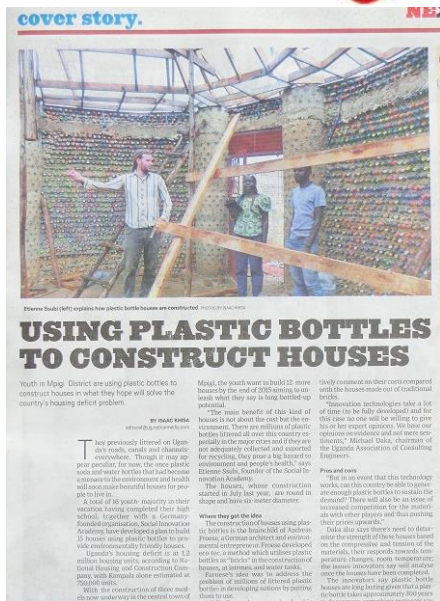 cover story.
NE
Etienne Soubi (left) explains how plastic bottle houses are constructed. PHOTO BY ISAAC KHISA
USING PLASTIC BOTTLES
TO CONSTRUCT HOUSES
Youth in Mpigi District are using plastic bottles to
construct houses in what they hope will solve the
country's housing deficit problem.
BY ISAAC KHISA
They previously littered on Ugan-
da's roads, canals and channels-
everywhere. Though it may ap-
pear peculiar, for now, the once plastic
soda and water bottles that had become
a menace to the environment and health
will soon make beautiful houses for peo-
ple to live in.
A total of 16 youth- majority in their
vacation having completed their high
school, together with a Germany-
founded organisation, Social Innovation
Academy, have developed a plan to build
15 houses using plastic bottles to pro-
vide environmentally friendly houses.
Uganda's housing deficit is at 1.2
million housing units, according to Na-
tional Housing and Construction Com-
pany, with Kampala alone estimated at
550,000 units.
With the construction of three mod-
els now underway in the central town of
Mpigi, the youth want to build 12 more
houses by the end of 2015 aiming to un-
leash what they say is long bottled-up
potential.
"The main benefit of this kind of
houses is not about the cost but the en-
vironment. There are millions of plastic
bottles littered all over this country es-
pecially in the major cities and if they are
not adequately collected and exported
for recycling, they pose a big hazard to
environment and people's health," says
Etienne Soubi, founder of the Social In-
novation Academy.
The houses, whose construction
started in July last year, are round in
shape and have six-meter diameter.
Where they got the idea
The construction of houses using plas-
tic bottles is the brainchild of Andreas
Froese, a German architect and environ-
mental entrepreneur. Froese developed
eco-tec, a method which utilises plastic
bottles as "bricks" in the construction of
houses, in latrines, and water tanks.
Farnese's idea was to address the
problem of millions of littered plastic
bottles in developing nations by putting
them to use.
tively comment on their costs compared
with the houses made out of traditional
bricks.
"Innovation technologies take a lot
of time (to be fully developed) and for
this case no one will be willing to give
his or her expert opinions. We base our
opinions on evidence and not mere sen-
timents," Michael Daka, chairman of
the Uganda Association of Consulting
Engineers.
Pros and cons
"But in an event that this technology
works, can this country be able to gener-
ate enough plastic bottles to sustain the
demand? There will also be an issue of
increased competition for the materi-
als with other players and thus pushing
their prices upwards."
Daka also says there's need to deter-
mine the strength of these houses based
on the compressive and tension of the
materials, their responds towards tem-
perature changes, room temperature;
the issues innovators say will analyse
once the houses have been completed.
The innovators say plastic bottle
houses are long lasting given that a plas-
tic bottle takes approximately 300 years